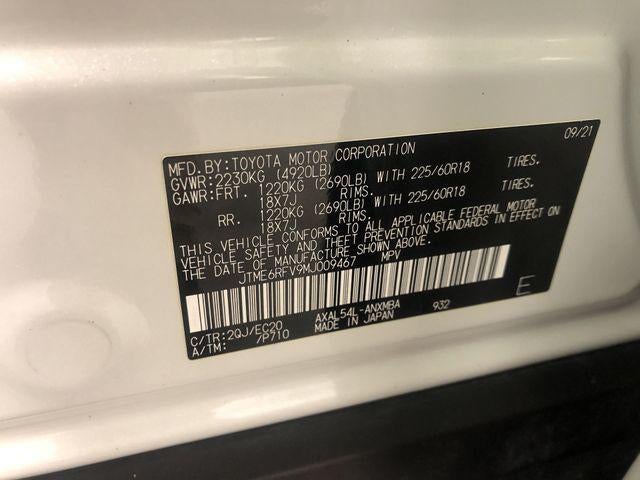 09/21
MFD.BY:TOYOTA MOTOR CORPORATION
GVWR:2230KG (4920LB)
GAWR:FRT. 1220KG (2690LB) WITH 225/60R18 TIRES.
18X7J RIMS.
RR. 1220KG (2690LB) WITH 225/60R18 TIRES.
18X7J RIMS.
THIS VEHICLE CONFORMS TO ALL APPLICABLE FEDERAL MOTOR
VEHICLE SAFETY AND THEFT PREVENTION STANDARDS IN EFFECT ON
THE DATE OF MANUFACTURE SHOWN ABOVE.
JTME6RFV9MJ009467 MPV
C/TR:2QJ/EC20 AXAL54L-ANXMBA 932 E
A/TM: /P710 MADE IN JAPAN